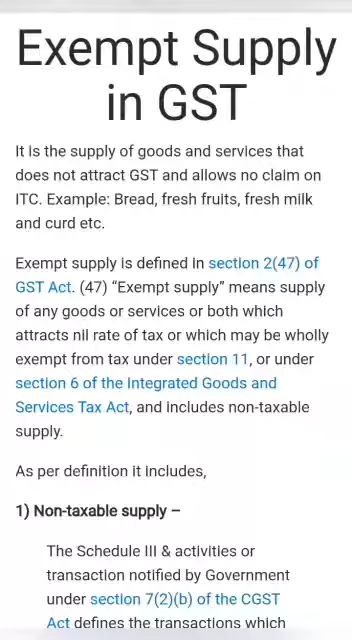 Exempt Supply
in GST
It is the supply of goods and services that
does not attract GST and allows no claim on
ITC. Example: Bread, fresh fruits, fresh milk
and curd etc.
Exempt supply is defined in section 2(47) of
GST Act. (47) “Exempt supply” means supply
of any goods or services or both which
attracts nil rate of tax or which may be wholly
exempt from tax under section 11, or under
section 6 of the Integrated Goods and
Services Tax Act, and includes non-taxable
supply.
As per definition it includes,
1) Non-taxable supply –
The Schedule III & activities or
transaction notified by Government
under section 7(2)(b) of the CGST
Act defines the transactions which